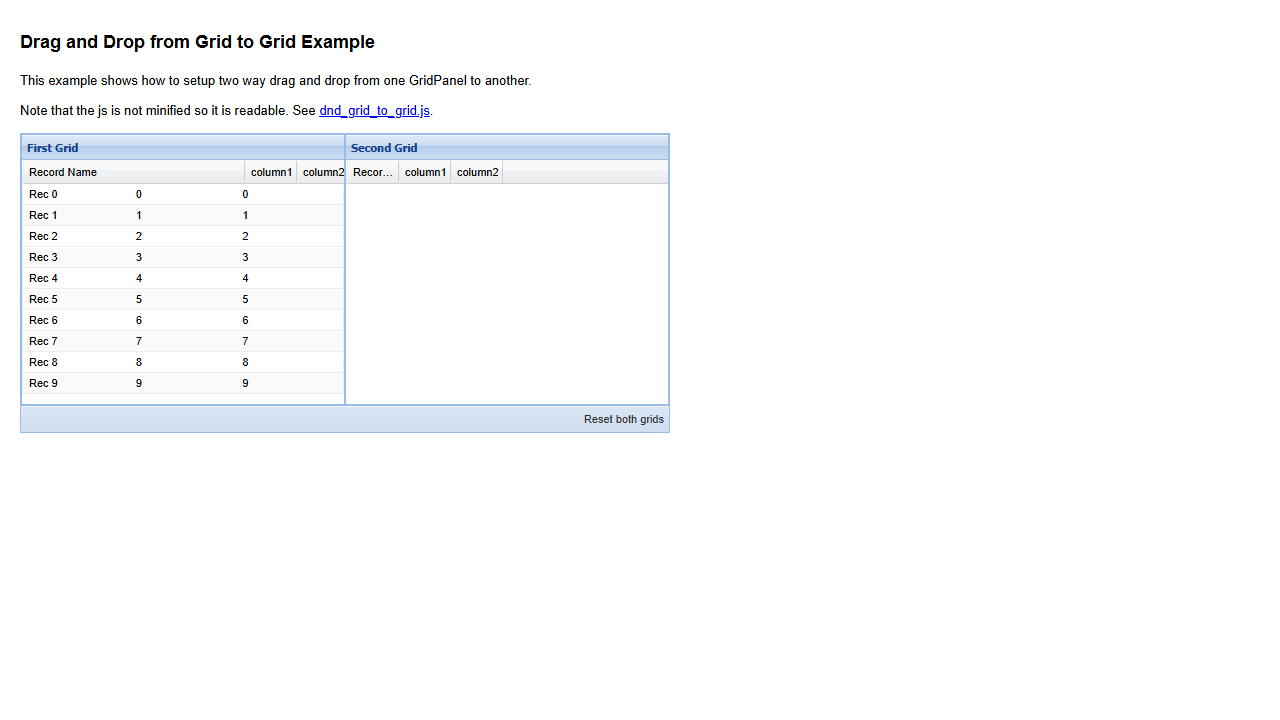 Drag and Drop from Grid to Grid Example
This example shows how to setup two way drag and drop from one GridPanel to another.
Note that the js is not minified so it is readable. See dnd_grid_to_grid.js.
First Grid Second Grid
Record Name column1 column2 Recor... column1 column2
Rec 0 0 0
Rec 1 1 1
Rec 2 2 2
Rec 3 3 3
Rec 4 4 4
Rec 5 5 5
Rec 6 6 6
Rec 7 7 7
Rec 8 8 8
Rec 9 9 9
Reset both grids